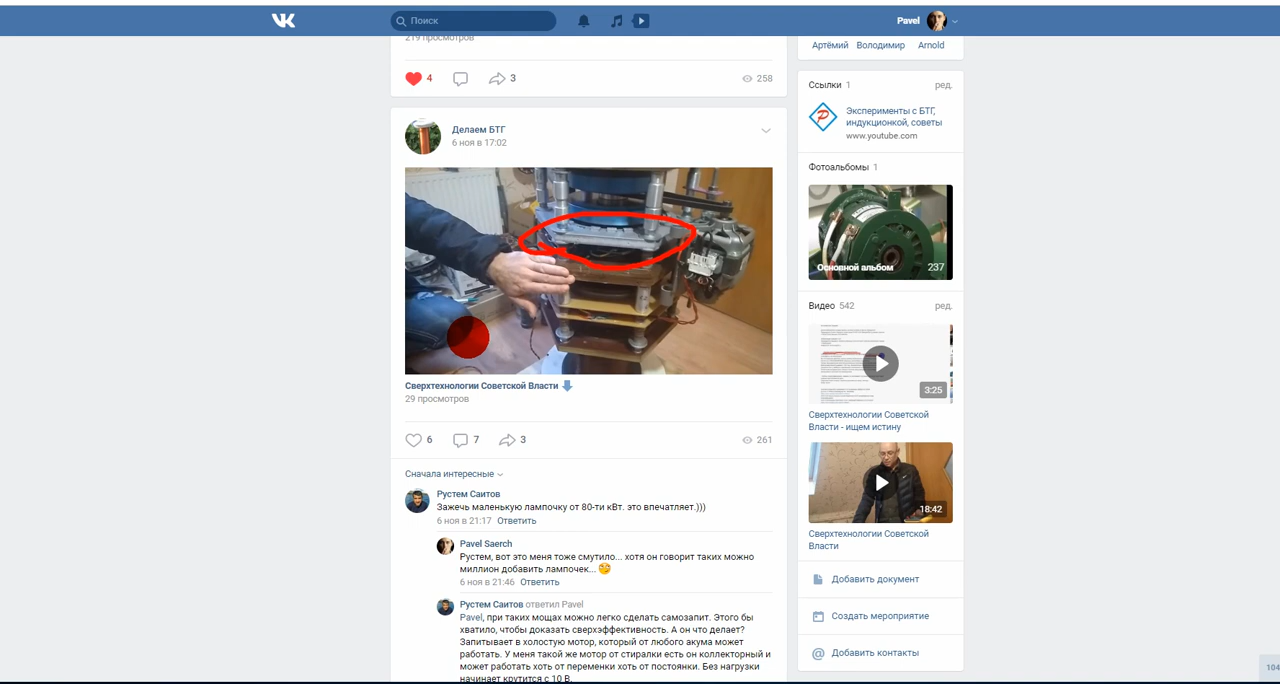 Поиск
Pavel
219 просмотров
4
3
258
Делаем БТГ
6 ноя в 17:02
Сверхтехнологии Советской Власти
29 просмотров
6
7
3
261
Сначала интересные
Рустем Саитов
Зажечь маленькую лампочку от 80-ти кВт. это впечатляет.)))
6 ноя в 21:17 Ответить
Pavel Saerch
Рустем, вот это меня тоже смутило... хотя он говорит таких можно
миллион добавить лампочек...
6 ноя в 21:46 Ответить
Рустем Саитов ответил Pavel
Pavel, при таких мощах можно легко сделать самозапит. Этого бы
хватило, чтобы доказать сверхэффективность. А он что делает?
Запитывает в холостую мотор, который от любого акума может
работать. У меня такой же мотор от стиралки есть он коллекторный и
может работать хоть от переменки хоть от постоянки. Без нагрузки
начинает крутится с 10 В.
Артёмий Володимир Arnold
Ссылки 1
ред.
Эксперименты с БТГ,
индукционкой, советы
www.youtube.com
Фотоальбомы 1
Основной альбом 237
Видео 542
ред.
3:25
Сверхтехнологии Советской
Власти - ищем истину
18:42
Сверхтехнологии Советской
Власти
Добавить документ
Создать мероприятие
Добавить контакты
104